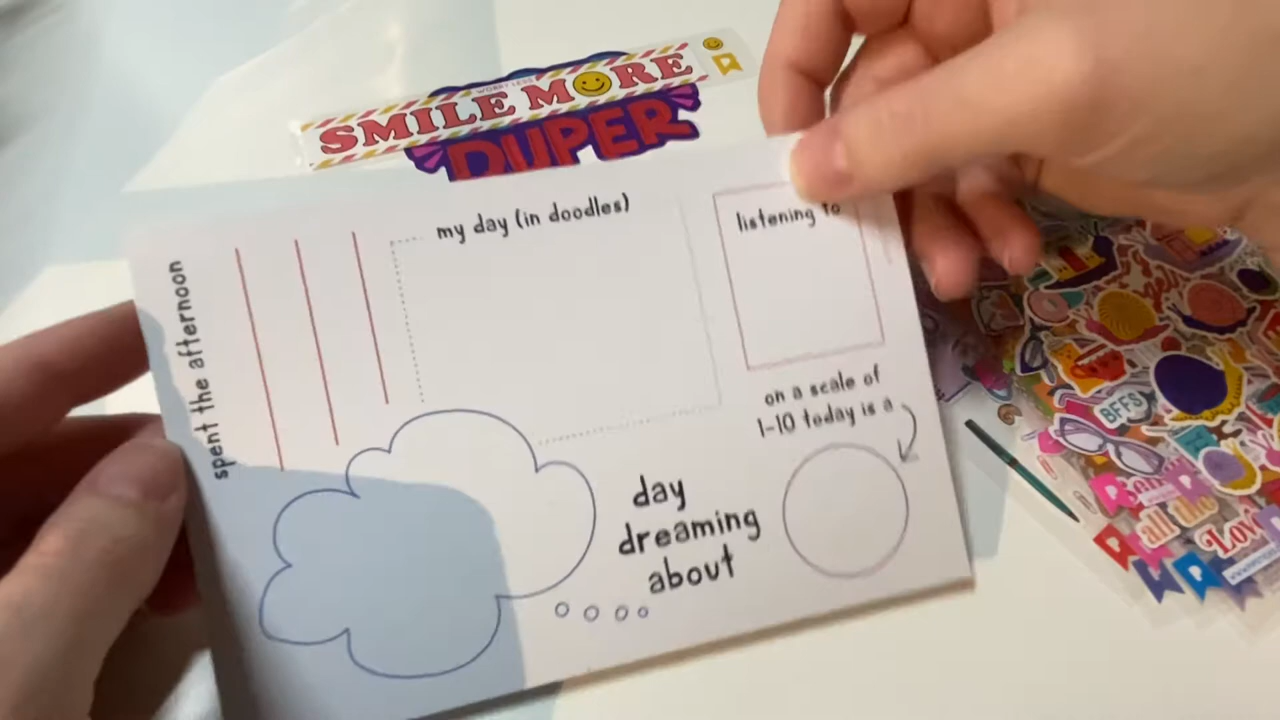 WORRY LESS
SMILE MORE
DUPER
my day (in doodles)
listening to
spent the afternoon
on a scale of
1-10 today is a
day
dreaming
about
BFFS
all the
Love